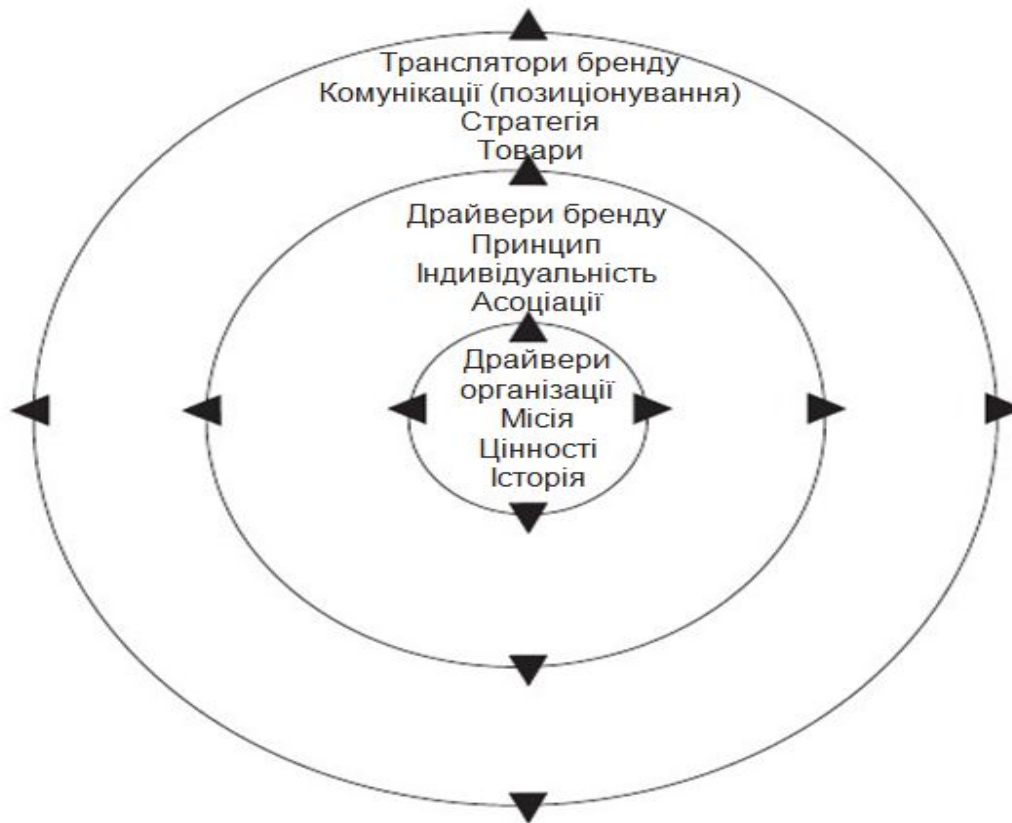 Транслятори бренду
Комунікації (позиціонування)
Стратегія
Товари
Драйвери бренду
Принцип
Індивідуальність
Асоціації
Драйвери
організації
Місія
Цінності
Історія